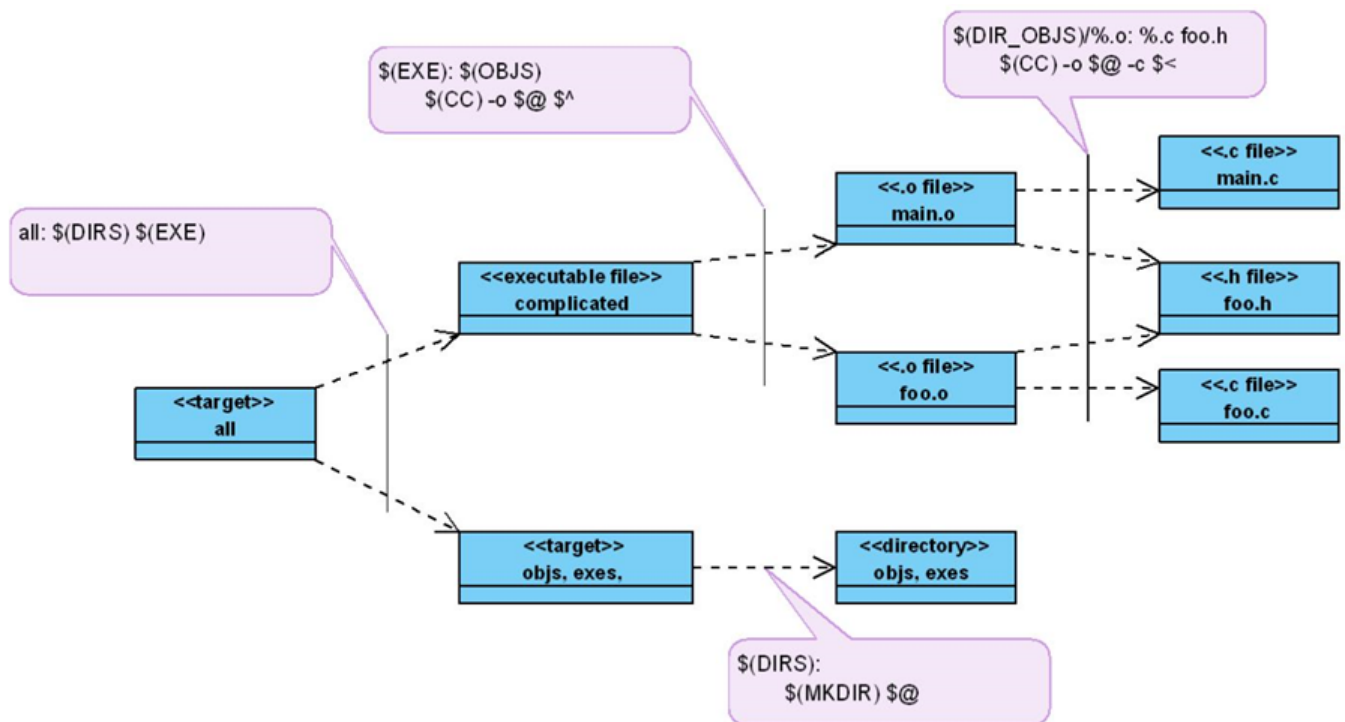 $(DIR_OBJS)/%.o: %.c foo.h
$(CC) -o $@ -c $<
$(EXE): $(OBJS)
$(CC) -o $@ $^
<<.c file>>
main.c
<<.o file>>
main.o
all: $(DIRS) $(EXE)
<<executable file>>
complicated
<<.h file>>
foo.h
<<.o file>>
foo.o
<<.c file>>
foo.c
<<target>>
all
<<target>>
objs, exes,
<<directory>>
objs, exes
$(DIRS):
$(MKDIR) $@